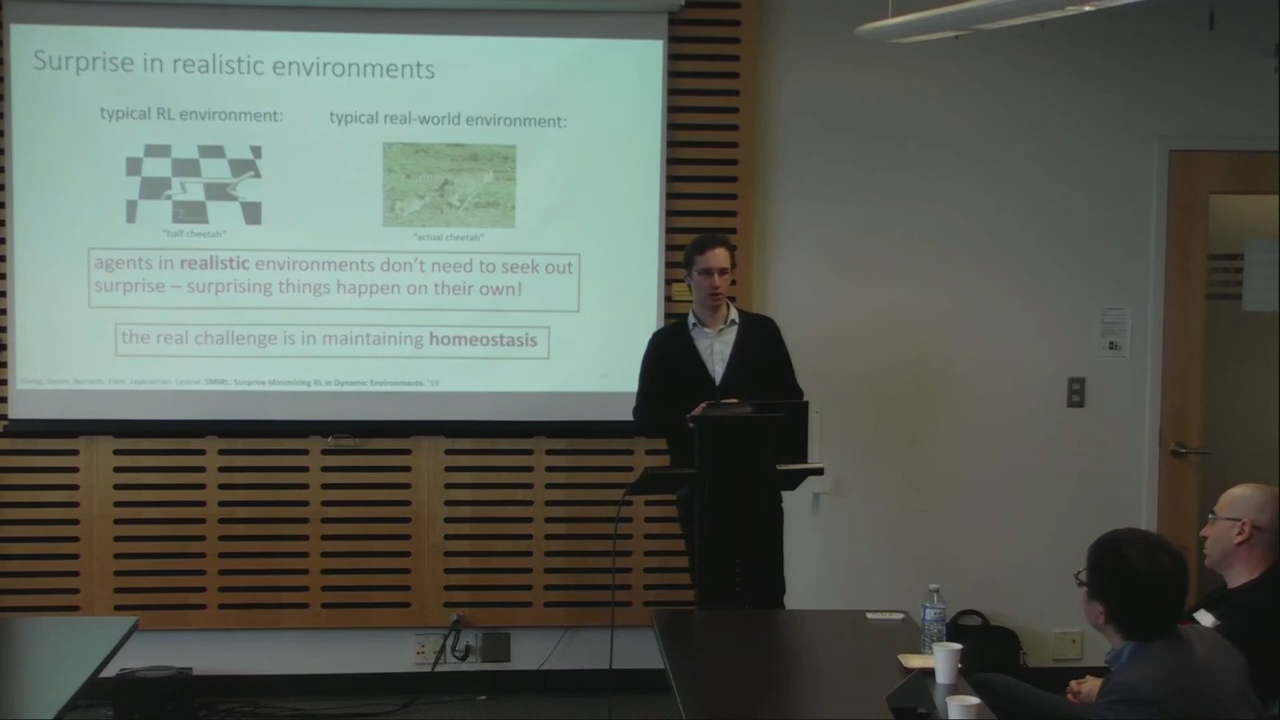 Surprise in realistic environments
typical RL environment:
typical real-world environment:
"half cheetah"
"actual cheetah"
agents in realistic environments don't need to seek out
surprise – surprising things happen on their own!
the real challenge is in maintaining homeostasis
Levine. SMiRL: Surprise Minimizing RL in Dynamic Environments. '19